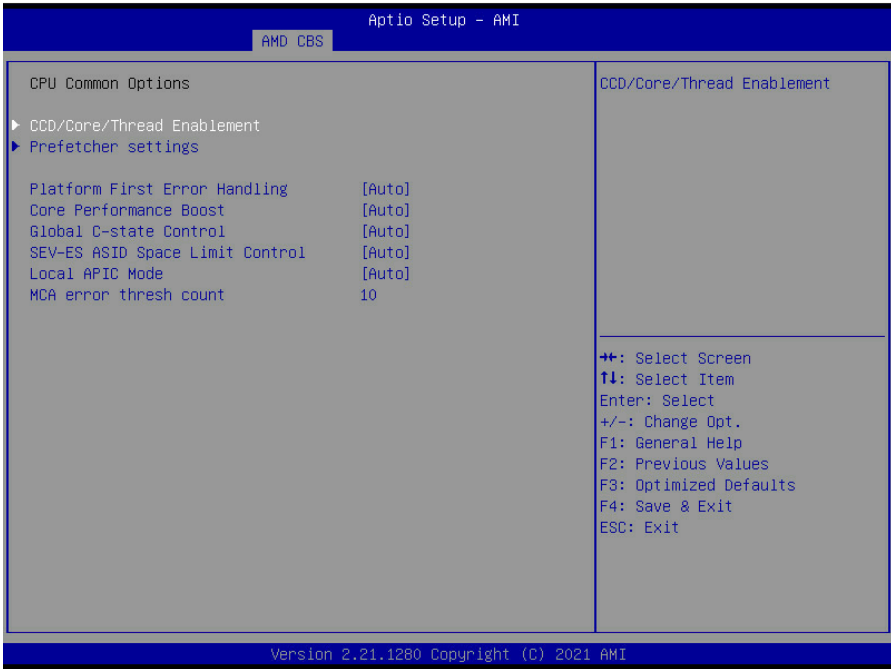 Aptio Setup – AMI
AMD CBS
CPU Common Options
CCD/Core/Thread Enablement
Prefetcher settings
Platform First Error Handling [Auto]
Core Performance Boost [Auto]
Global C-state Control [Auto]
SEV-ES ASID Space Limit Control [Auto]
Local APIC Mode [Auto]
MCA error thresh count 10
CCD/Core/Thread Enablement
→←: Select Screen
↑↓: Select Item
Enter: Select
+/-: Change Opt.
F1: General Help
F2: Previous Values
F3: Optimized Defaults
F4: Save & Exit
ESC: Exit
Version 2.21.1280 Copyright (C) 2021 AMI